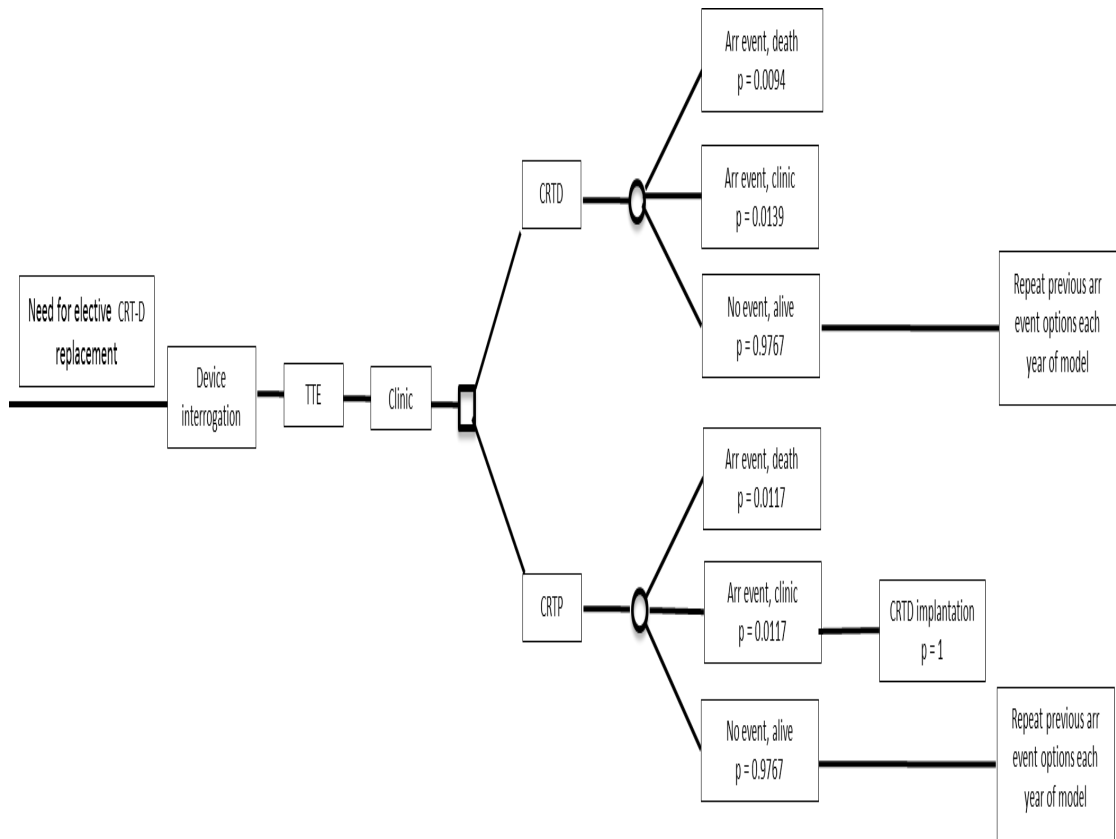 Need for elective CRT-D
replacement
Device
interrogation
TTE
Clinic
CRTD
Arr event, death
p = 0.0094
Arr event, clinic
p = 0.0139
No event, alive
p = 0.9767
Repeat previous arr
event options each
year of model
CRTP
Arr event, death
p = 0.0117
Arr event, clinic
p = 0.0117
CRTD implantation
p = 1
No event, alive
p = 0.9767
Repeat previous arr
event options each
year of model